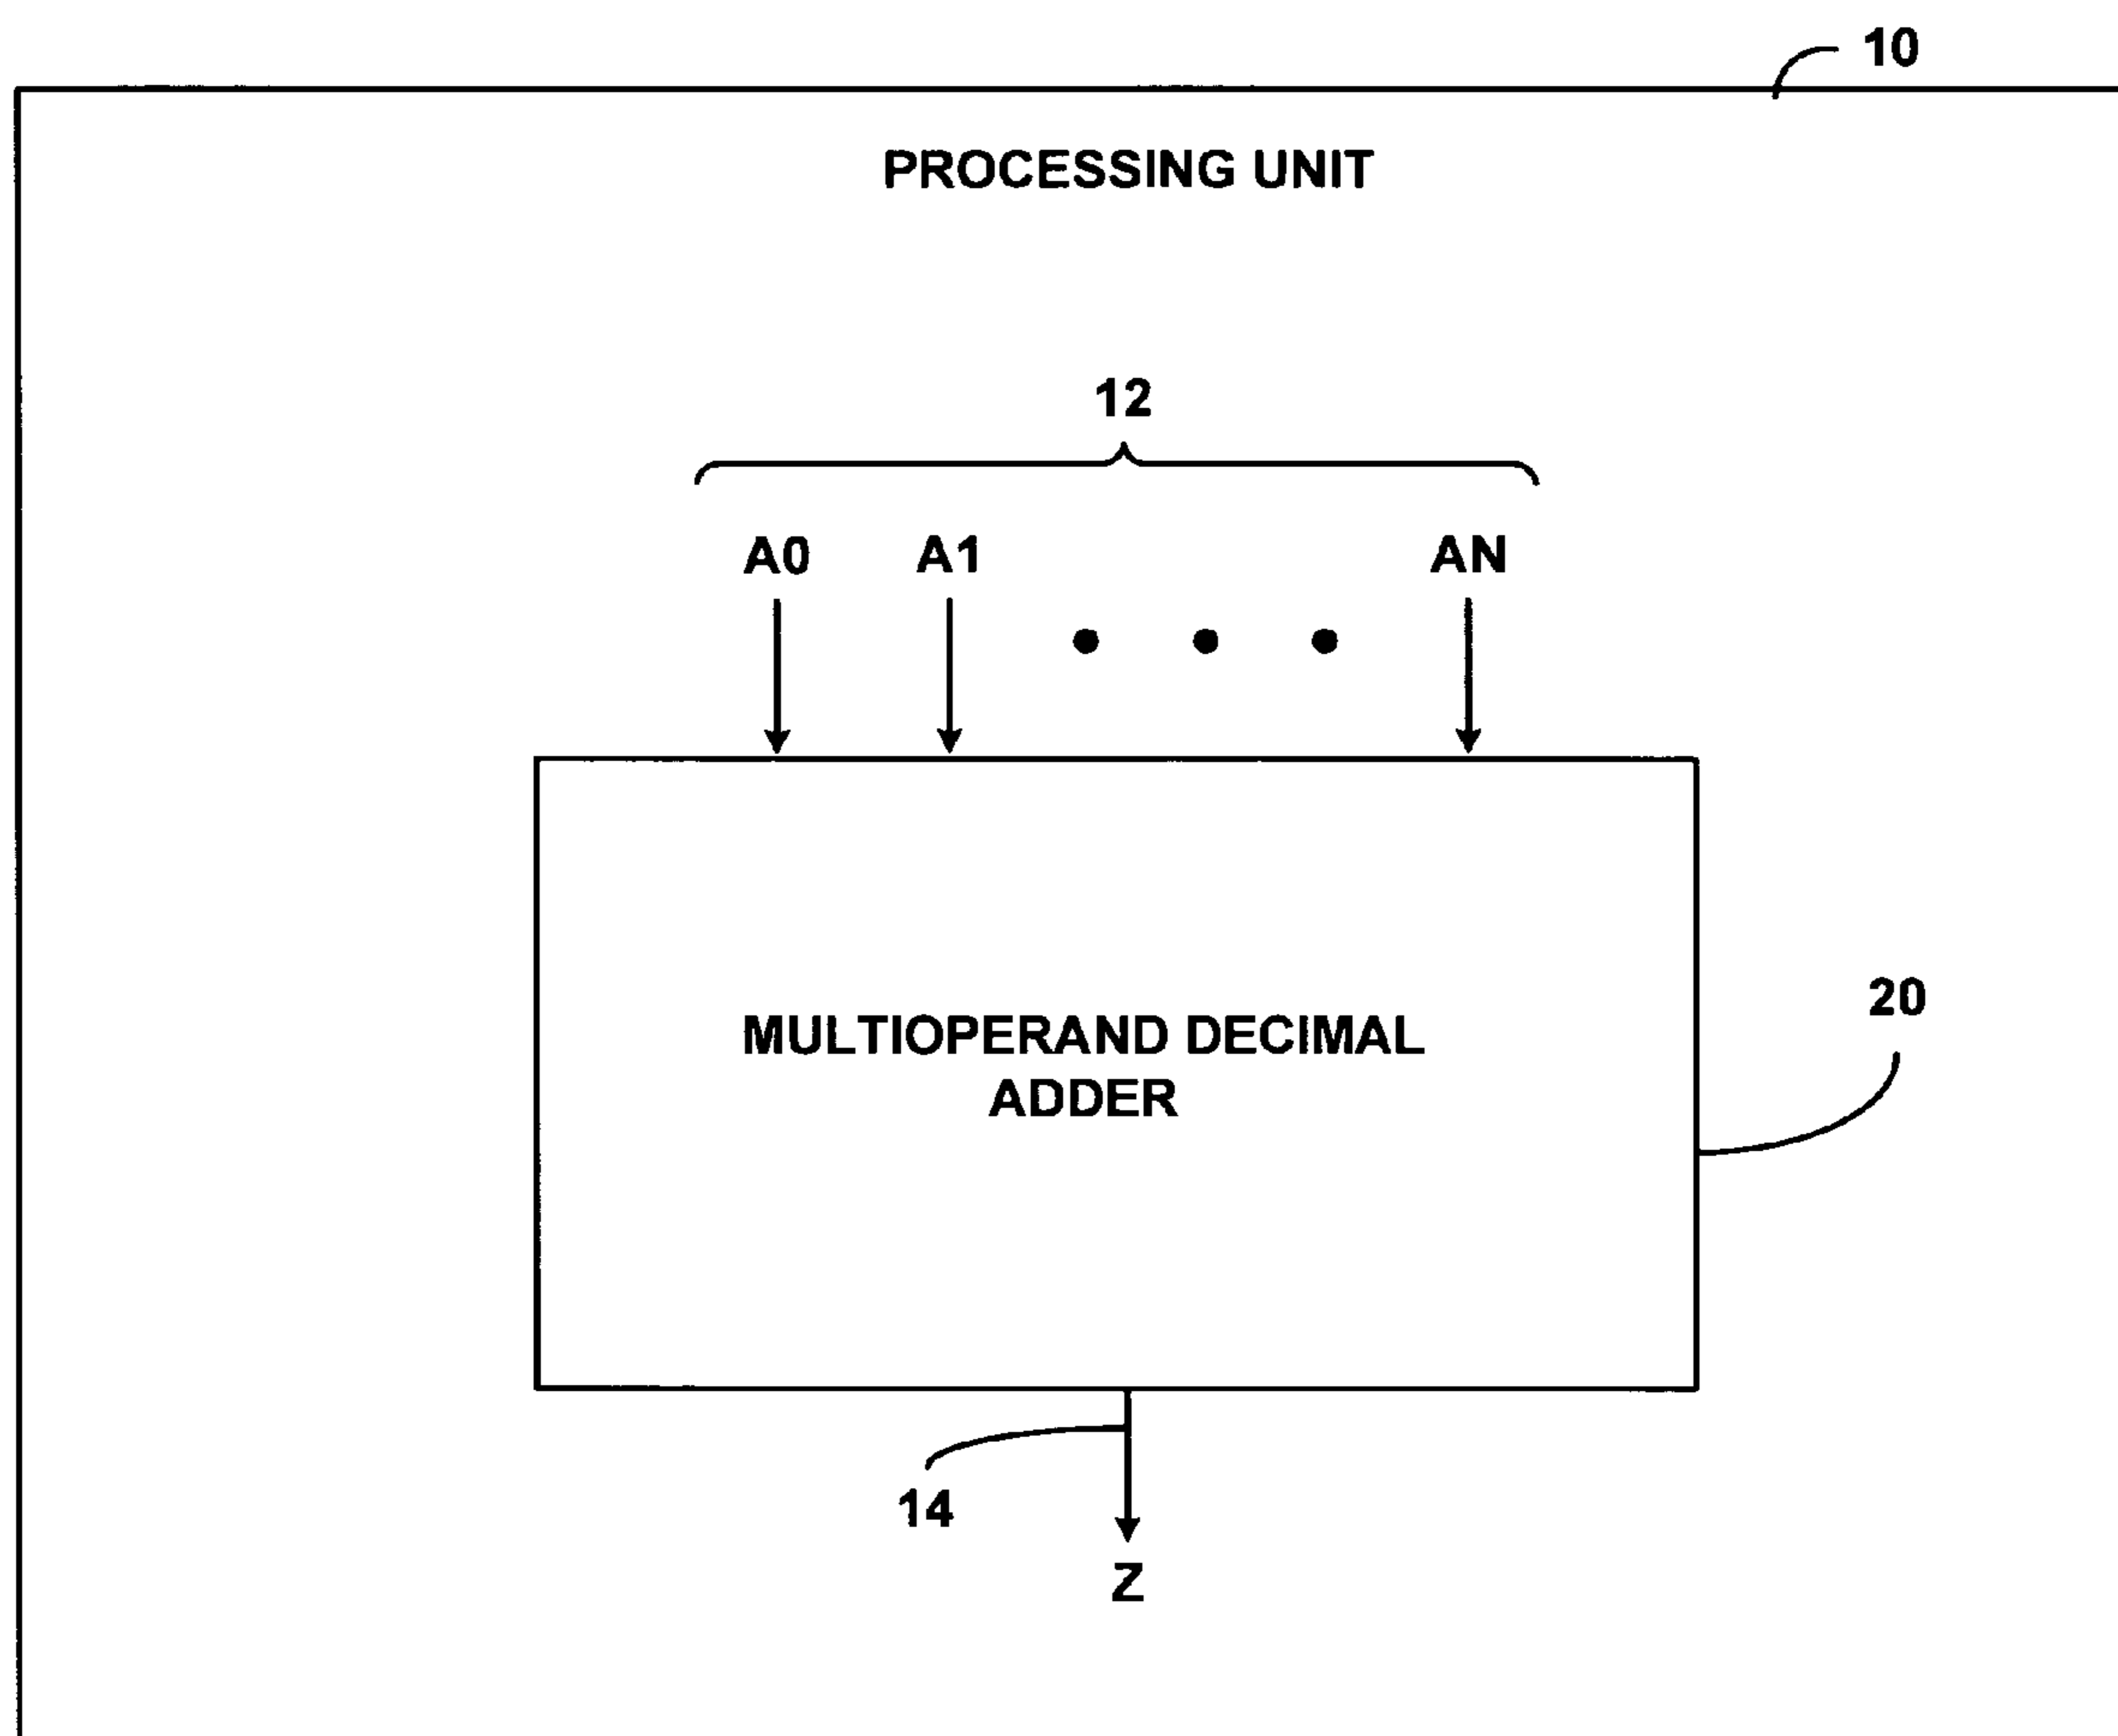 10
PROCESSING UNIT
12
A0 A1 AN
MULTIOPERAND DECIMAL
ADDER
20
14
Z